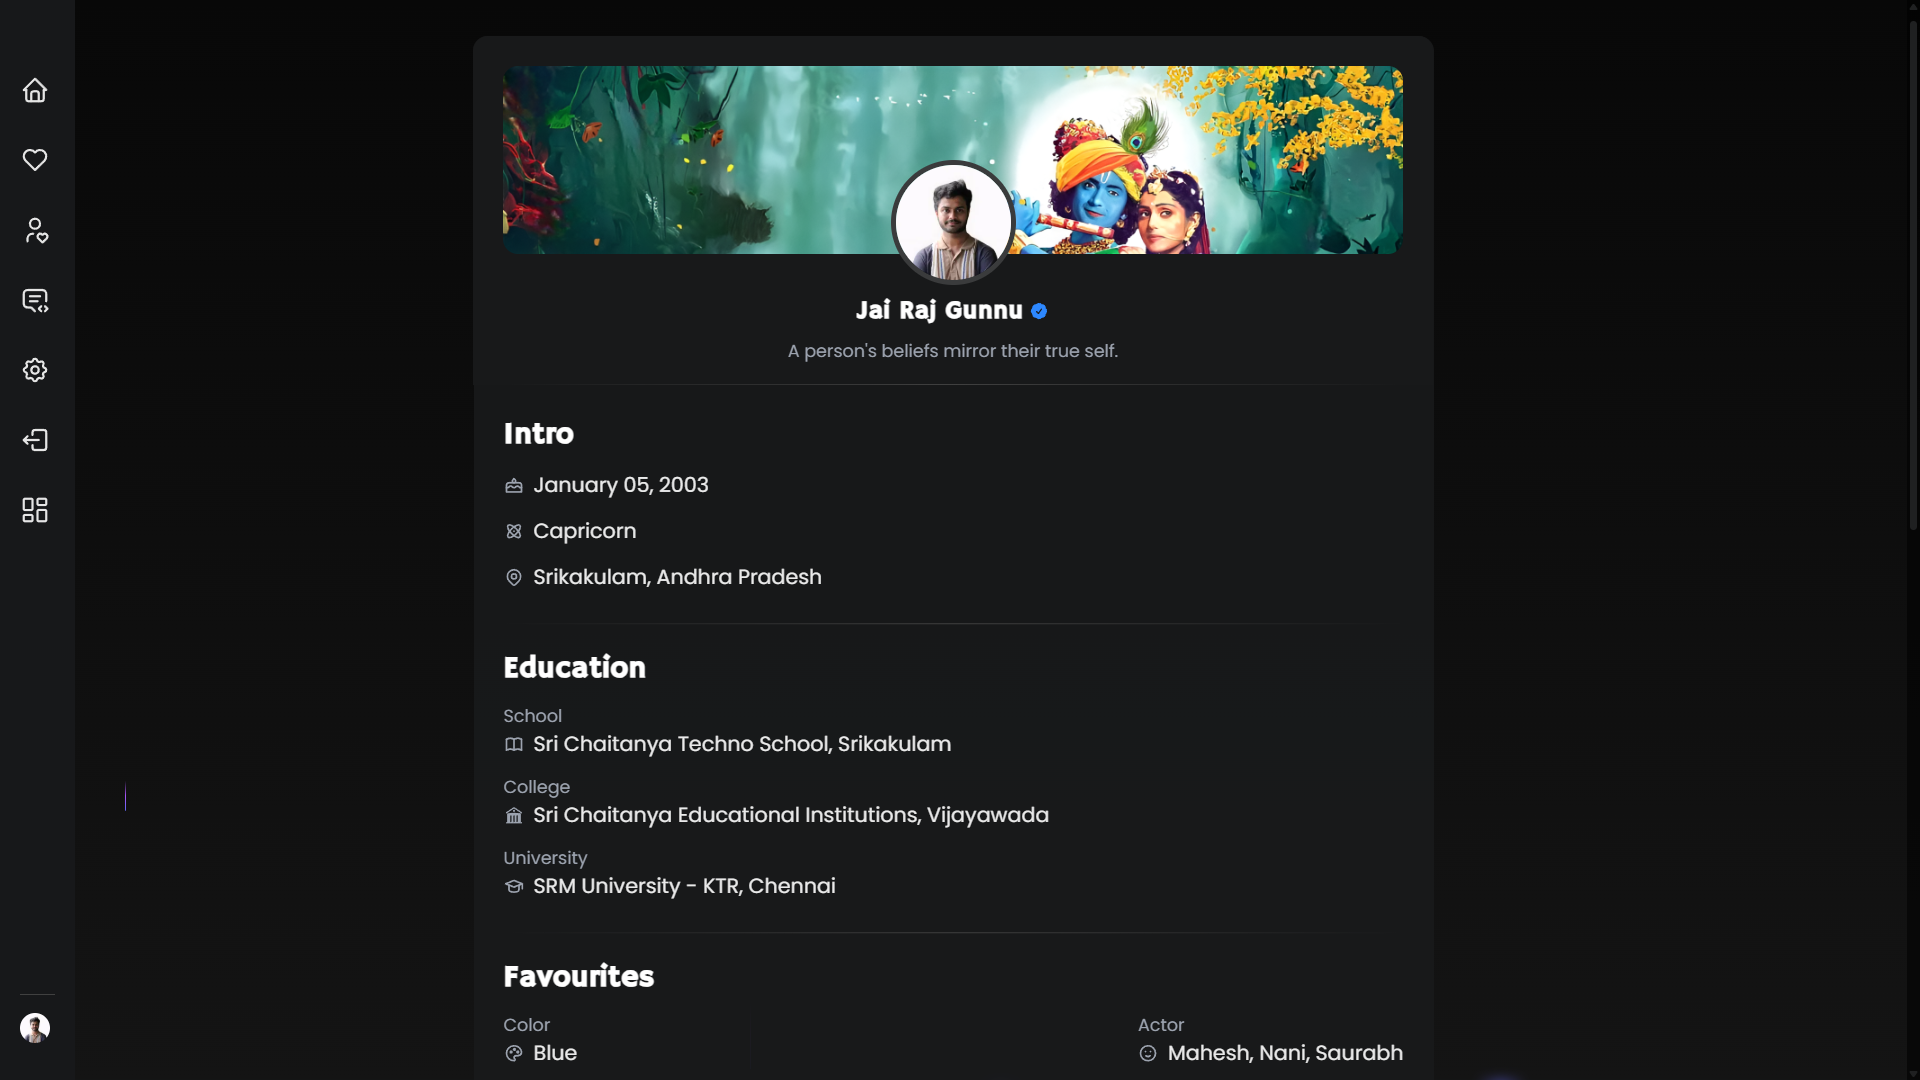 Jai Raj Gunnu
A person's beliefs mirror their true self.
Intro
January 05, 2003
Capricorn
Srikakulam, Andhra Pradesh
Education
School
Sri Chaitanya Techno School, Srikakulam
College
Sri Chaitanya Educational Institutions, Vijayawada
University
SRM University - KTR, Chennai
Favourites
Color
Blue
Actor
Mahesh, Nani, Saurabh